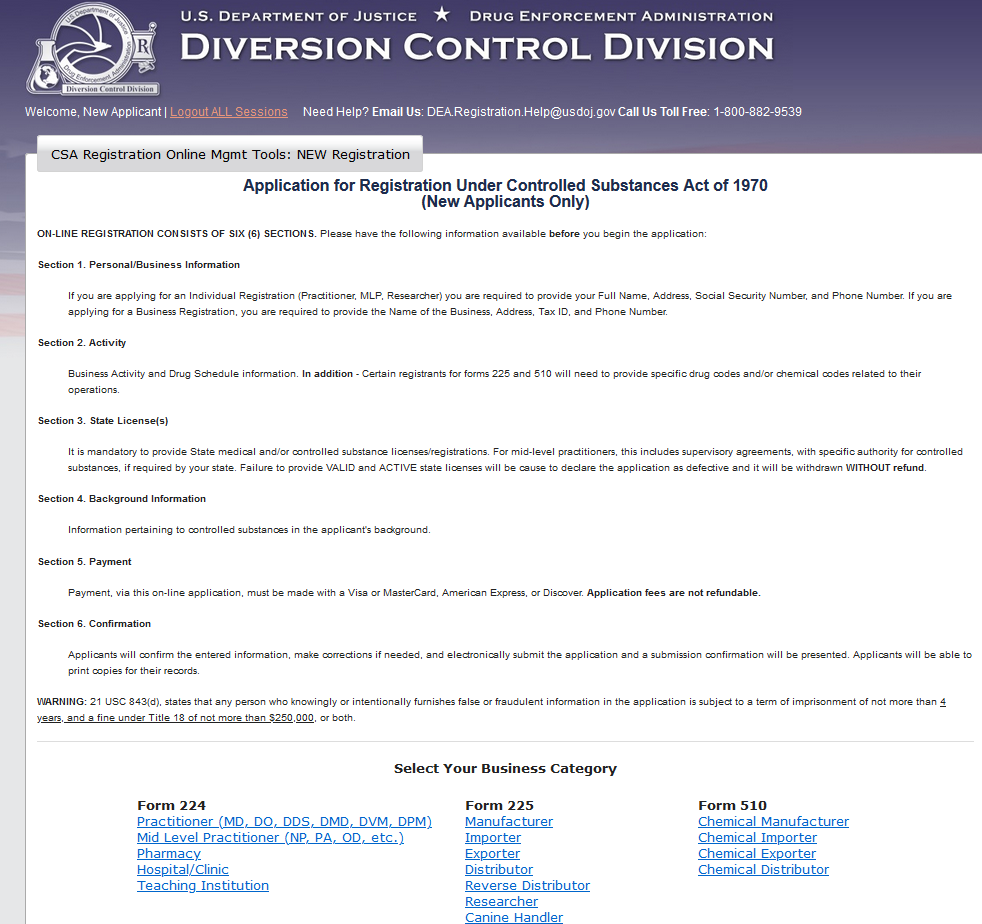 U.S. DEPARTMENT OF JUSTICE ★ DRUG ENFORCEMENT ADMINISTRATION
DIVERSION CONTROL DIVISION
Diversion Control Division
Welcome, New Applicant | Logout ALL Sessions Need Help? Email Us: DEA.Registration.Help@usdoj.gov Call Us Toll Free: 1-800-882-9539
CSA Registration Online Mgmt Tools: NEW Registration
Application for Registration Under Controlled Substances Act of 1970
(New Applicants Only)
ON-LINE REGISTRATION CONSISTS OF SIX (6) SECTIONS. Please have the following information available before you begin the application:
Section 1. Personal/Business Information
If you are applying for an Individual Registration (Practitioner, MLP, Researcher) you are required to provide your Full Name, Address, Social Security Number, and Phone Number. If you are
applying for a Business Registration, you are required to provide the Name of the Business, Address, Tax ID, and Phone Number.
Section 2. Activity
Business Activity and Drug Schedule information. In addition - Certain registrants for forms 225 and 510 will need to provide specific drug codes and/or chemical codes related to their
operations.
Section 3. State License(s)
It is mandatory to provide State medical and/or controlled substance licenses/registrations. For mid-level practitioners, this includes supervisory agreements, with specific authority for controlled
substances, if required by your state. Failure to provide VALID and ACTIVE state licenses will be cause to declare the application as defective and it will be withdrawn WITHOUT refund.
Section 4. Background Information
Information pertaining to controlled substances in the applicant's background.
Section 5. Payment
Payment, via this on-line application, must be made with a Visa or MasterCard, American Express, or Discover. Application fees are not refundable.
Section 6. Confirmation
Applicants will confirm the entered information, make corrections if needed, and electronically submit the application and a submission confirmation will be presented. Applicants will be able to
print copies for their records.
WARNING: 21 USC 843(d), states that any person who knowingly or intentionally furnishes false or fraudulent information in the application is subject to a term of imprisonment of not more than 4
years, and a fine under Title 18 of not more than $250,000, or both.
Select Your Business Category
Form 224
Practitioner (MD, DO, DDS, DMD, DVM, DPM)
Mid Level Practitioner (NP, PA, OD, etc.)
Pharmacy
Hospital/Clinic
Teaching Institution
Form 225
Manufacturer
Importer
Exporter
Distributor
Reverse Distributor
Researcher
Canine Handler
Form 510
Chemical Manufacturer
Chemical Importer
Chemical Exporter
Chemical Distributor